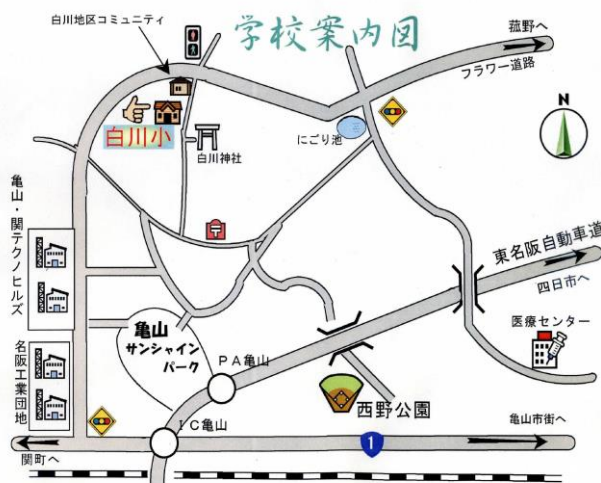 学校案内図
白川地区コミュニティ
菰野へ
フラワー道路
N
白川小
白川神社
にごり池
亀山・関テクノヒルズ
〒
東名阪自動車道
四日市へ
医療センター
亀山
サンシャイン
パーク
PA亀山
名阪工業団地
西野公園
IC亀山
1
亀山市街へ
関町へ